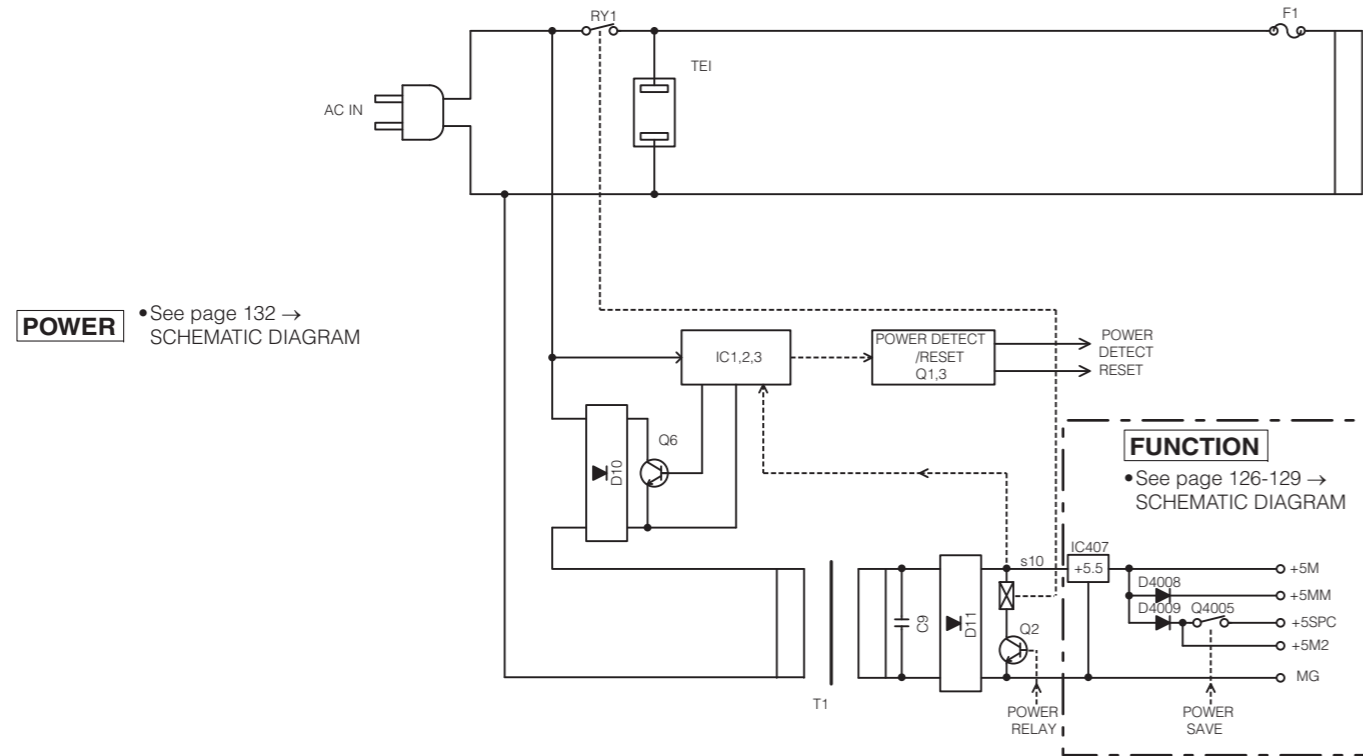 RY1
F1
TEI
AC IN
POWER
•See page 132 →
SCHEMATIC DIAGRAM
IC1,2,3
POWER DETECT
/RESET
Q1,3
POWER
DETECT
RESET
Q6
D10
FUNCTION
•See page 126-129 →
SCHEMATIC DIAGRAM
s10
IC407
+5.5
+5M
D4008
+5MM
D4009
Q4005
+5SPC
+5M2
MG
C9
D11
Q2
T1
POWER
RELAY
POWER
SAVE